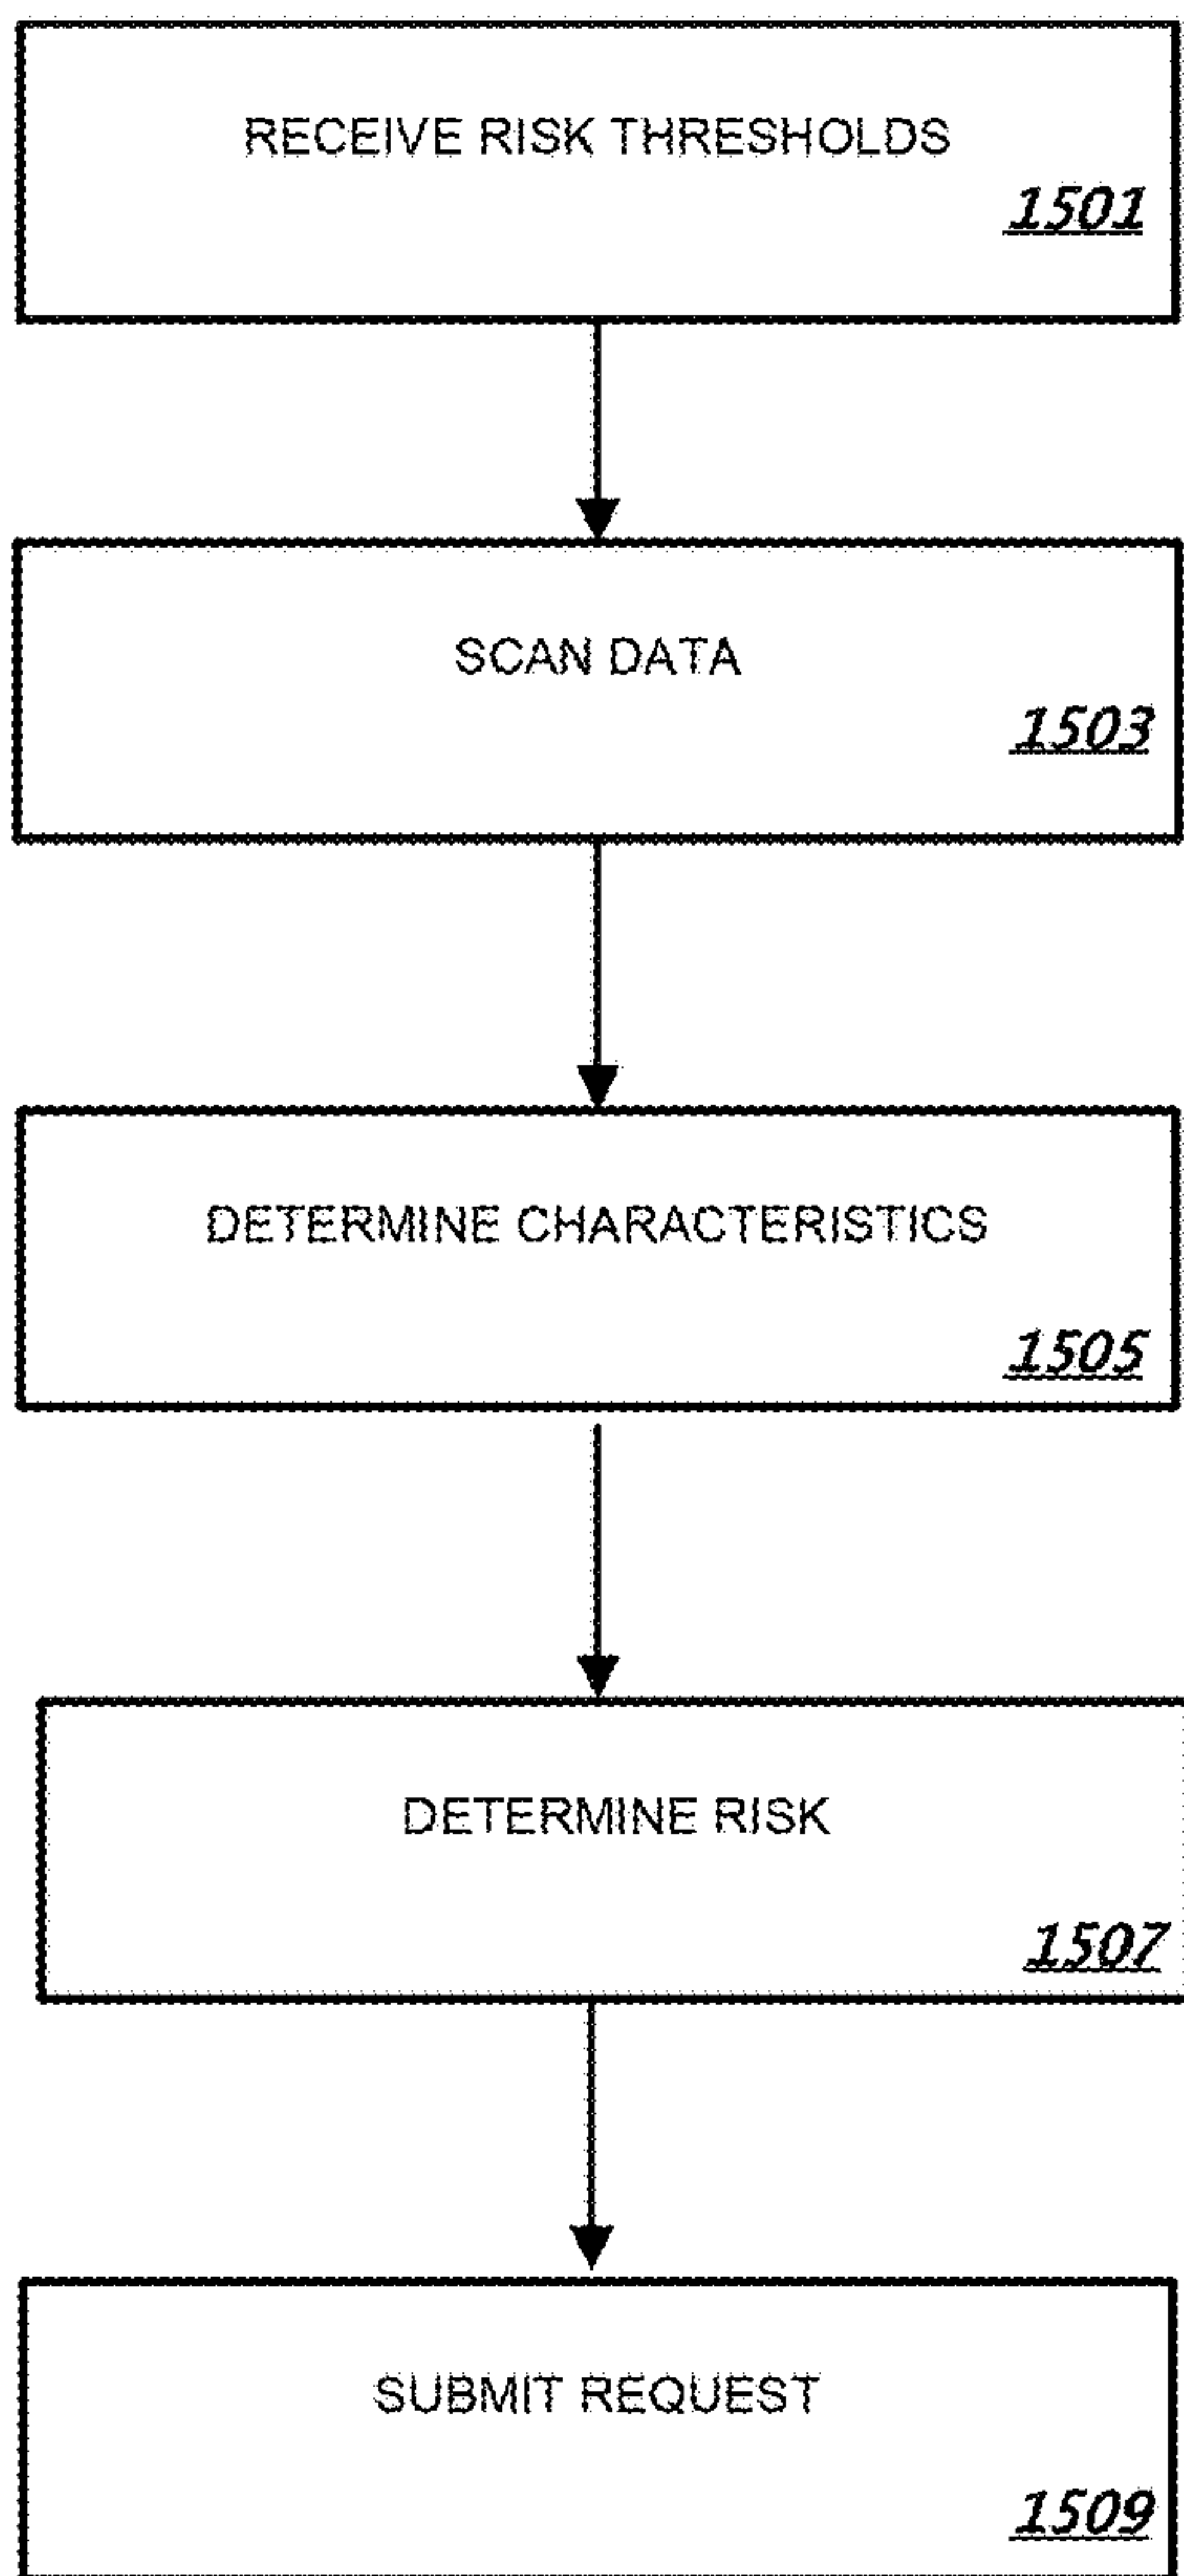 RECEIVE RISK THRESHOLDS
1501
SCAN DATA
1503
DETERMINE CHARACTERISTICS
1505
DETERMINE RISK
1507
SUBMIT REQUEST
1509